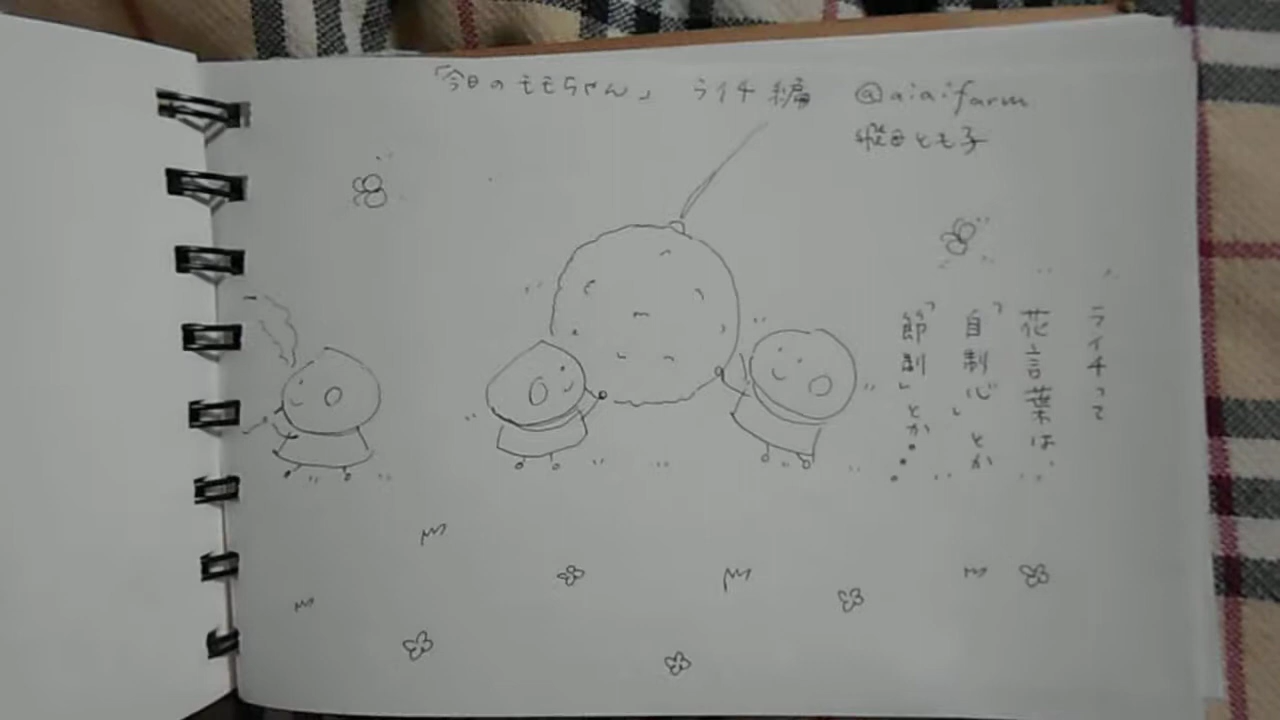 「今日のももちゃん」 ライチ編 @aiaifarm
縦田とも子
ライチって
花言葉は、
「自制心」とか
「節制」とか・・・